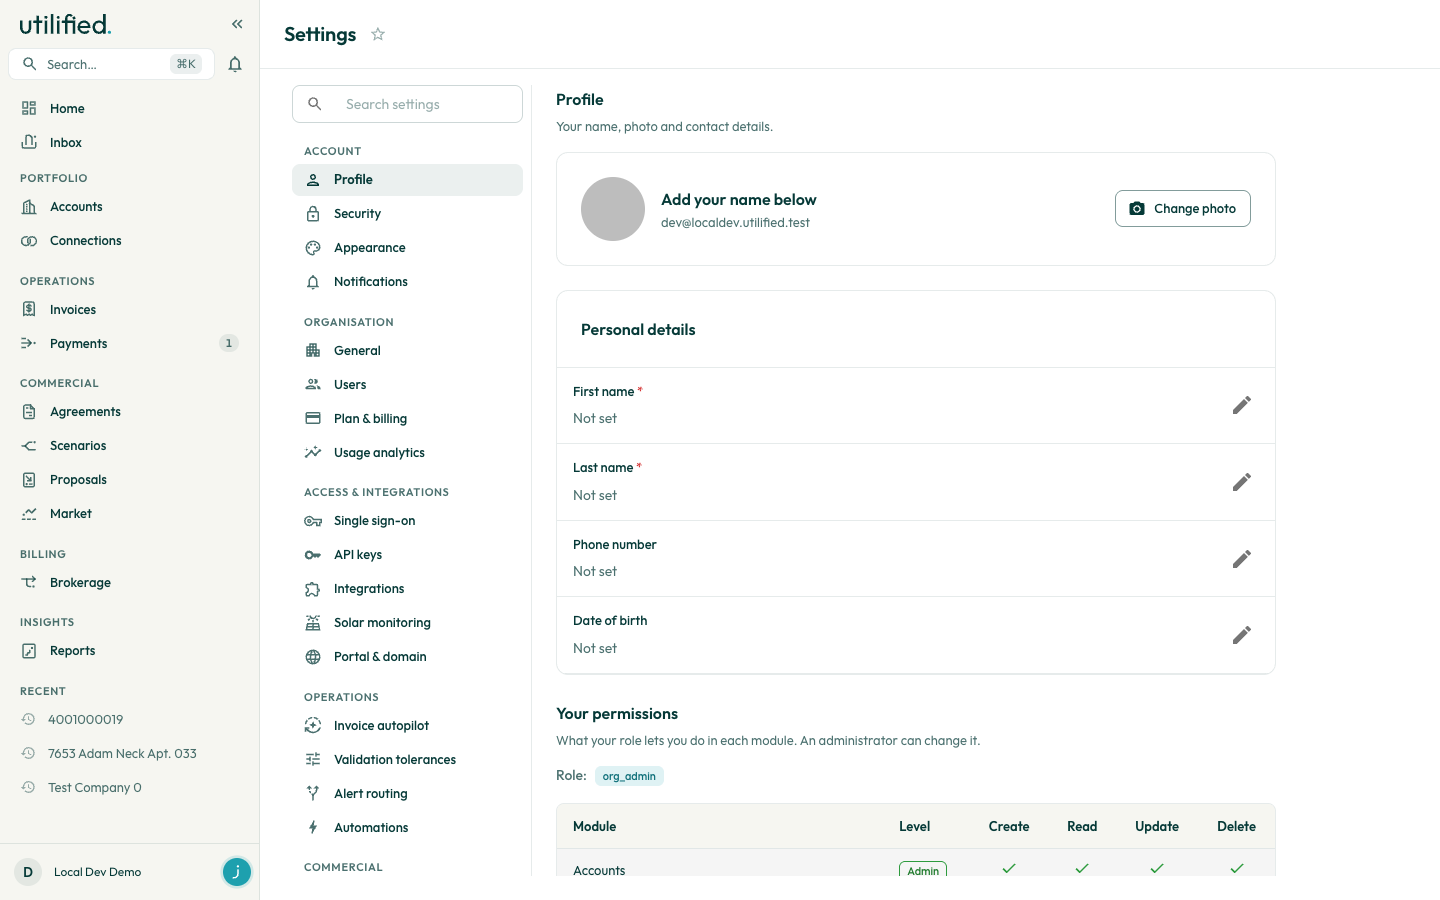 utilified.
Search...
⌘K
Home
Inbox
PORTFOLIO
Accounts
Connections
OPERATIONS
Invoices
Payments
1
COMMERCIAL
Agreements
Scenarios
Proposals
Market
BILLING
Brokerage
INSIGHTS
Reports
RECENT
4001000019
7653 Adam Neck Apt. 033
Test Company 0
D
Local Dev Demo
j
Settings
Search settings
ACCOUNT
Profile
Security
Appearance
Notifications
ORGANISATION
General
Users
Plan & billing
Usage analytics
ACCESS & INTEGRATIONS
Single sign-on
API keys
Integrations
Solar monitoring
Portal & domain
OPERATIONS
Invoice autopilot
Validation tolerances
Alert routing
Automations
COMMERCIAL
Profile
Your name, photo and contact details.
Add your name below
dev@localdev.utilified.test
Change photo
Personal details
First name *
Not set
Last name *
Not set
Phone number
Not set
Date of birth
Not set
Your permissions
What your role lets you do in each module. An administrator can change it.
Role: org_admin
Module Level Create Read Update Delete
Accounts Admin